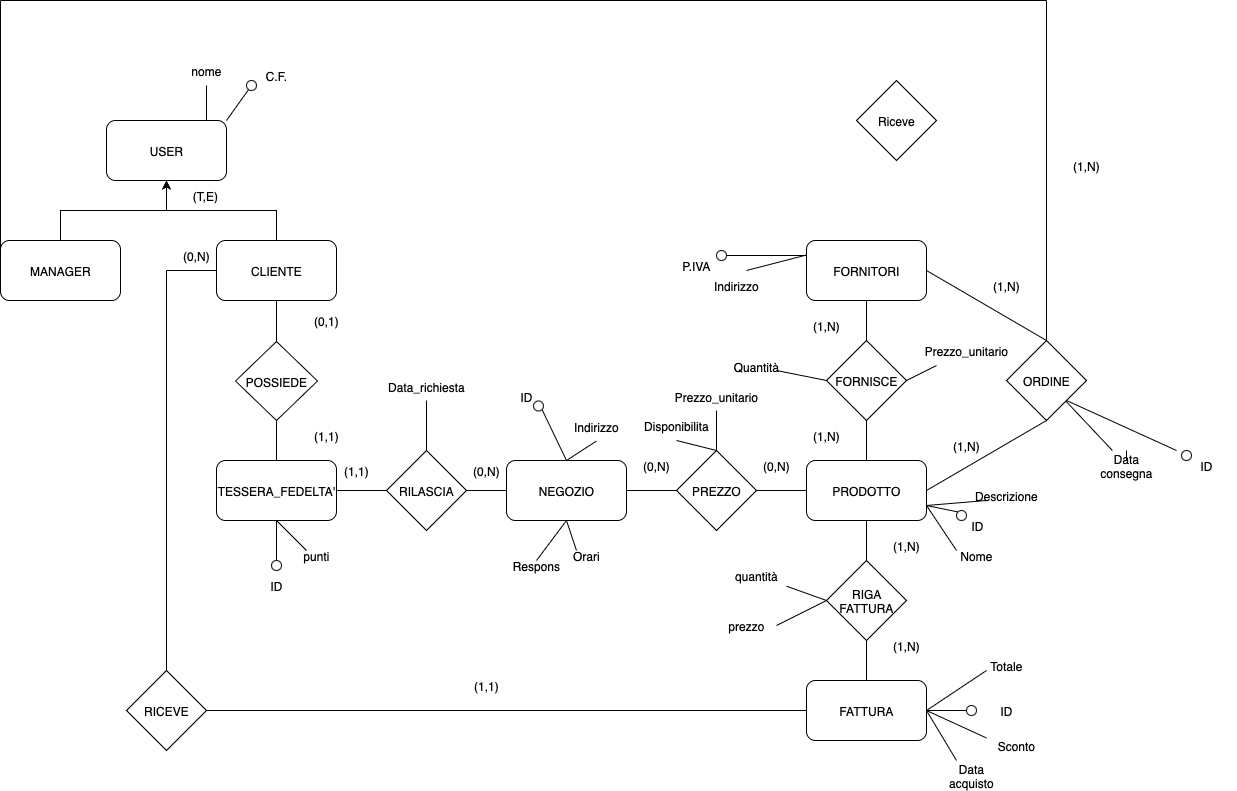 nome
C.F.
USER
(T,E)
Riceve
(1,N)
MANAGER
(0,N)
CLIENTE
P.IVA
Indirizzo
FORNITORI
(1,N)
(0,1)
(1,N)
POSSIEDE
Quantità
FORNISCE
Prezzo_unitario
ORDINE
Data_richiesta
ID
Indirizzo
Prezzo_unitario
Disponibilita
(1,1)
(1,N)
(1,N)
Data
consegna
ID
TESSERA_FEDELTA'
(1,1)
RILASCIA
(0,N)
NEGOZIO
(0,N)
PREZZO
(0,N)
PRODOTTO
Descrizione
ID
Nome
punti
ID
Respons
Orari
(1,N)
quantità
prezzo
RIGA
FATTURA
(1,N)
RICEVE
(1,1)
FATTURA
Totale
ID
Sconto
Data
acquisto